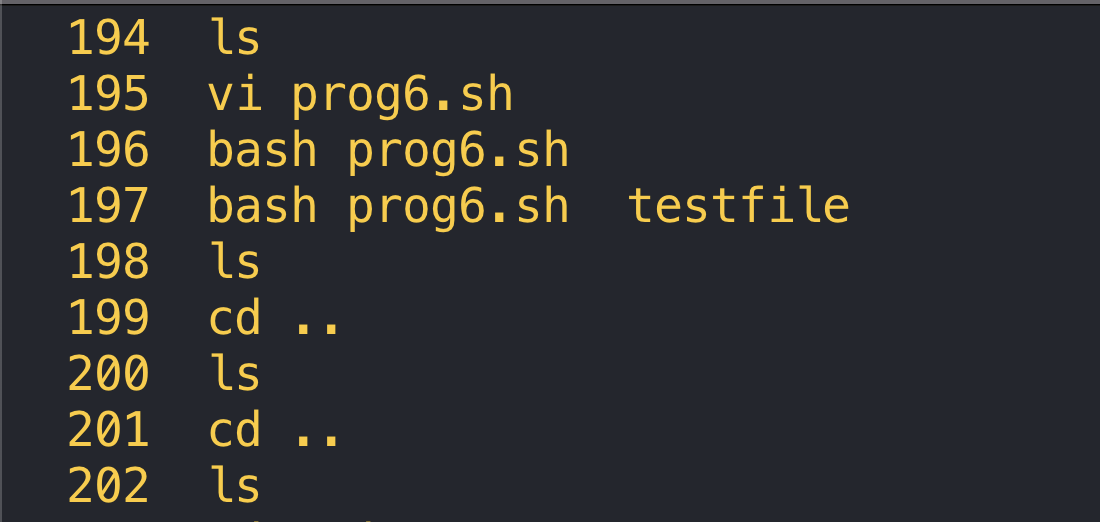 194  ls
195  vi prog6.sh
196  bash prog6.sh
197  bash prog6.sh  testfile
198  ls
199  cd ..
200  ls
201  cd ..
202  ls